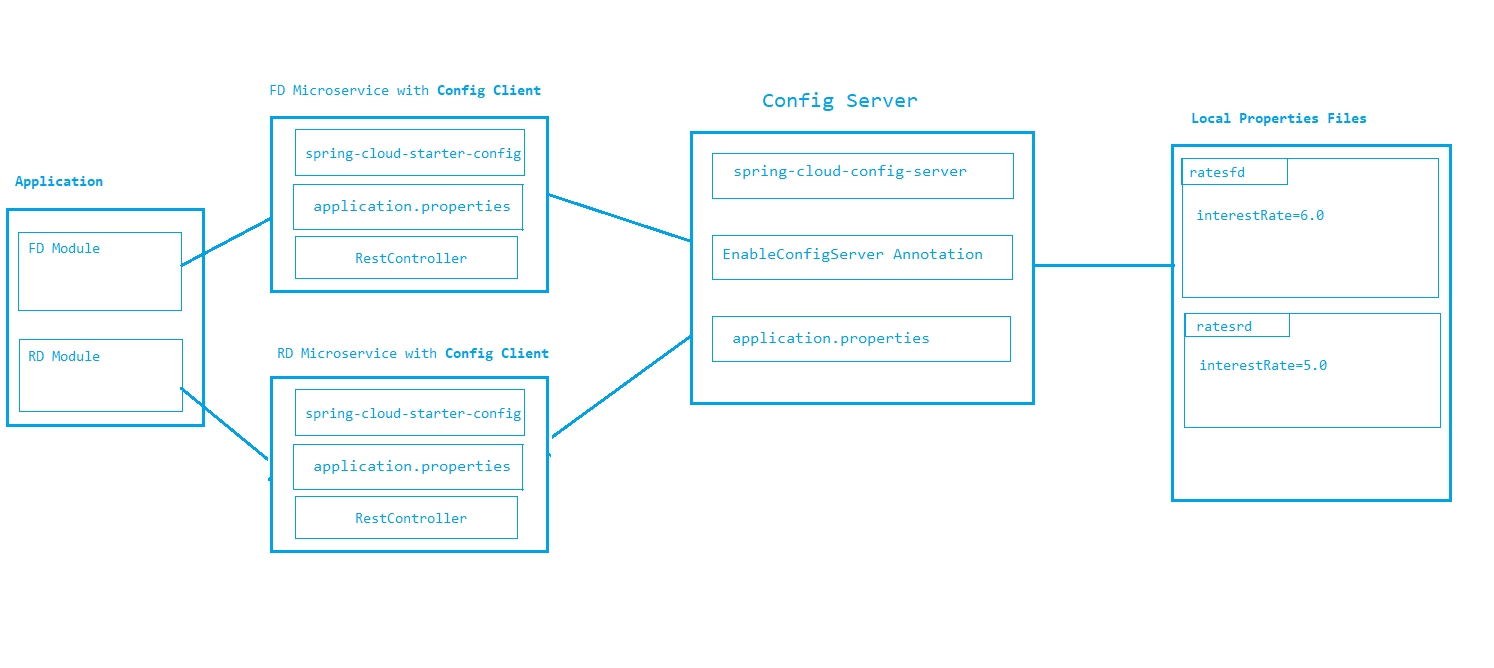 Application
FD Module
RD Module
FD Microservice with Config Client
spring-cloud-starter-config
application.properties
RestController
RD Microservice with Config Client
spring-cloud-starter-config
application.properties
RestController
Config Server
spring-cloud-config-server
EnableConfigServer Annotation
application.properties
Local Properties Files
ratesfd
interestRate=6.0
ratesrd
interestRate=5.0